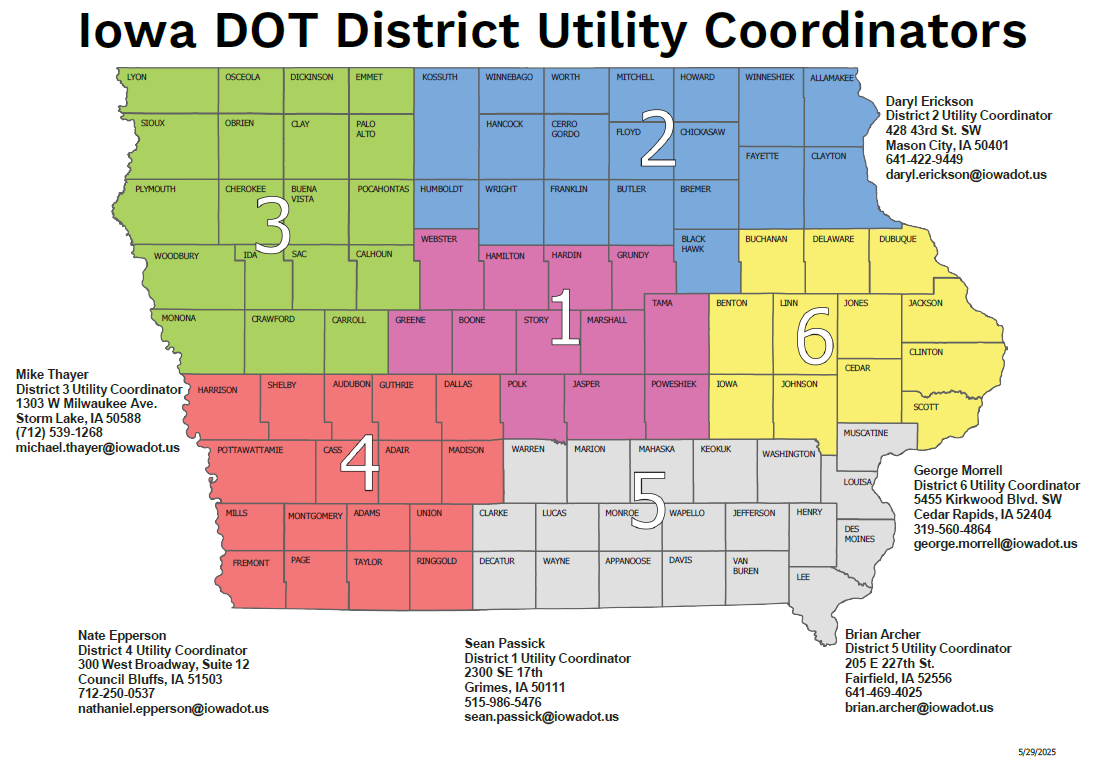 Iowa DOT District Utility Coordinators
LYON OSCEOLA DICKINSON EMMET KOSSUTH WINNEBAGO WORTH MITCHELL HOWARD WINNESHIEK ALLAMAKEE
Daryl Erickson
District 2 Utility Coordinator
428 43rd St. SW
Mason City, IA 50401
641-422-9449
daryl.erickson@iowadot.us
SIOUX OBRIEN CLAY PALO
ALTO
HANCOCK CERRO
GORDO
FLOYD CHICKASAW
2
FAYETTE CLAYTON
PLYMOUTH CHEROKEE BUENA
VISTA
POCAHONTAS HUMBOLDT WRIGHT FRANKLIN BUTLER BREMER
3
WEBSTER BLACK
HAWK
BUCHANAN DELAWARE DUBUQUE
WOODBURY IDA SAC CALHOUN HAMILTON HARDIN GRUNDY
1
TAMA BENTON LINN JONES JACKSON
6
MONONA CRAWFORD CARROLL GREENE BOONE STORY MARSHALL
CLINTON
CEDAR
Mike Thayer
District 3 Utility Coordinator
1303 W Milwaukee Ave.
Storm Lake, IA 50588
(712) 539-1268
michael.thayer@iowadot.us
HARRISON SHELBY AUDUBON GUTHRIE DALLAS POLK JASPER POWESHIEK IOWA JOHNSON
SCOTT
MUSCATINE
4
POTTAWATTAMIE CASS ADAIR MADISON WARREN MARION MAHASKA KEOKUK WASHINGTON
5
LOUISA
George Morrell
District 6 Utility Coordinator
5455 Kirkwood Blvd. SW
Cedar Rapids, IA 52404
319-560-4864
george.morrell@iowadot.us
MILLS MONTGOMERY ADAMS UNION CLARKE LUCAS MONROE WAPELLO JEFFERSON HENRY
DES
MOINES
FREMONT PAGE TAYLOR RINGGOLD DECATUR WAYNE APPANOOSE DAVIS VAN
BUREN
LEE
Nate Epperson
District 4 Utility Coordinator
300 West Broadway, Suite 12
Council Bluffs, IA 51503
712-250-0537
nathaniel.epperson@iowadot.us
Sean Passick
District 1 Utility Coordinator
2300 SE 17th
Grimes, IA 50111
515-986-5476
sean.passick@iowadot.us
Brian Archer
District 5 Utility Coordinator
205 E 227th St.
Fairfield, IA 52556
641-469-4025
brian.archer@iowadot.us
5/29/2025